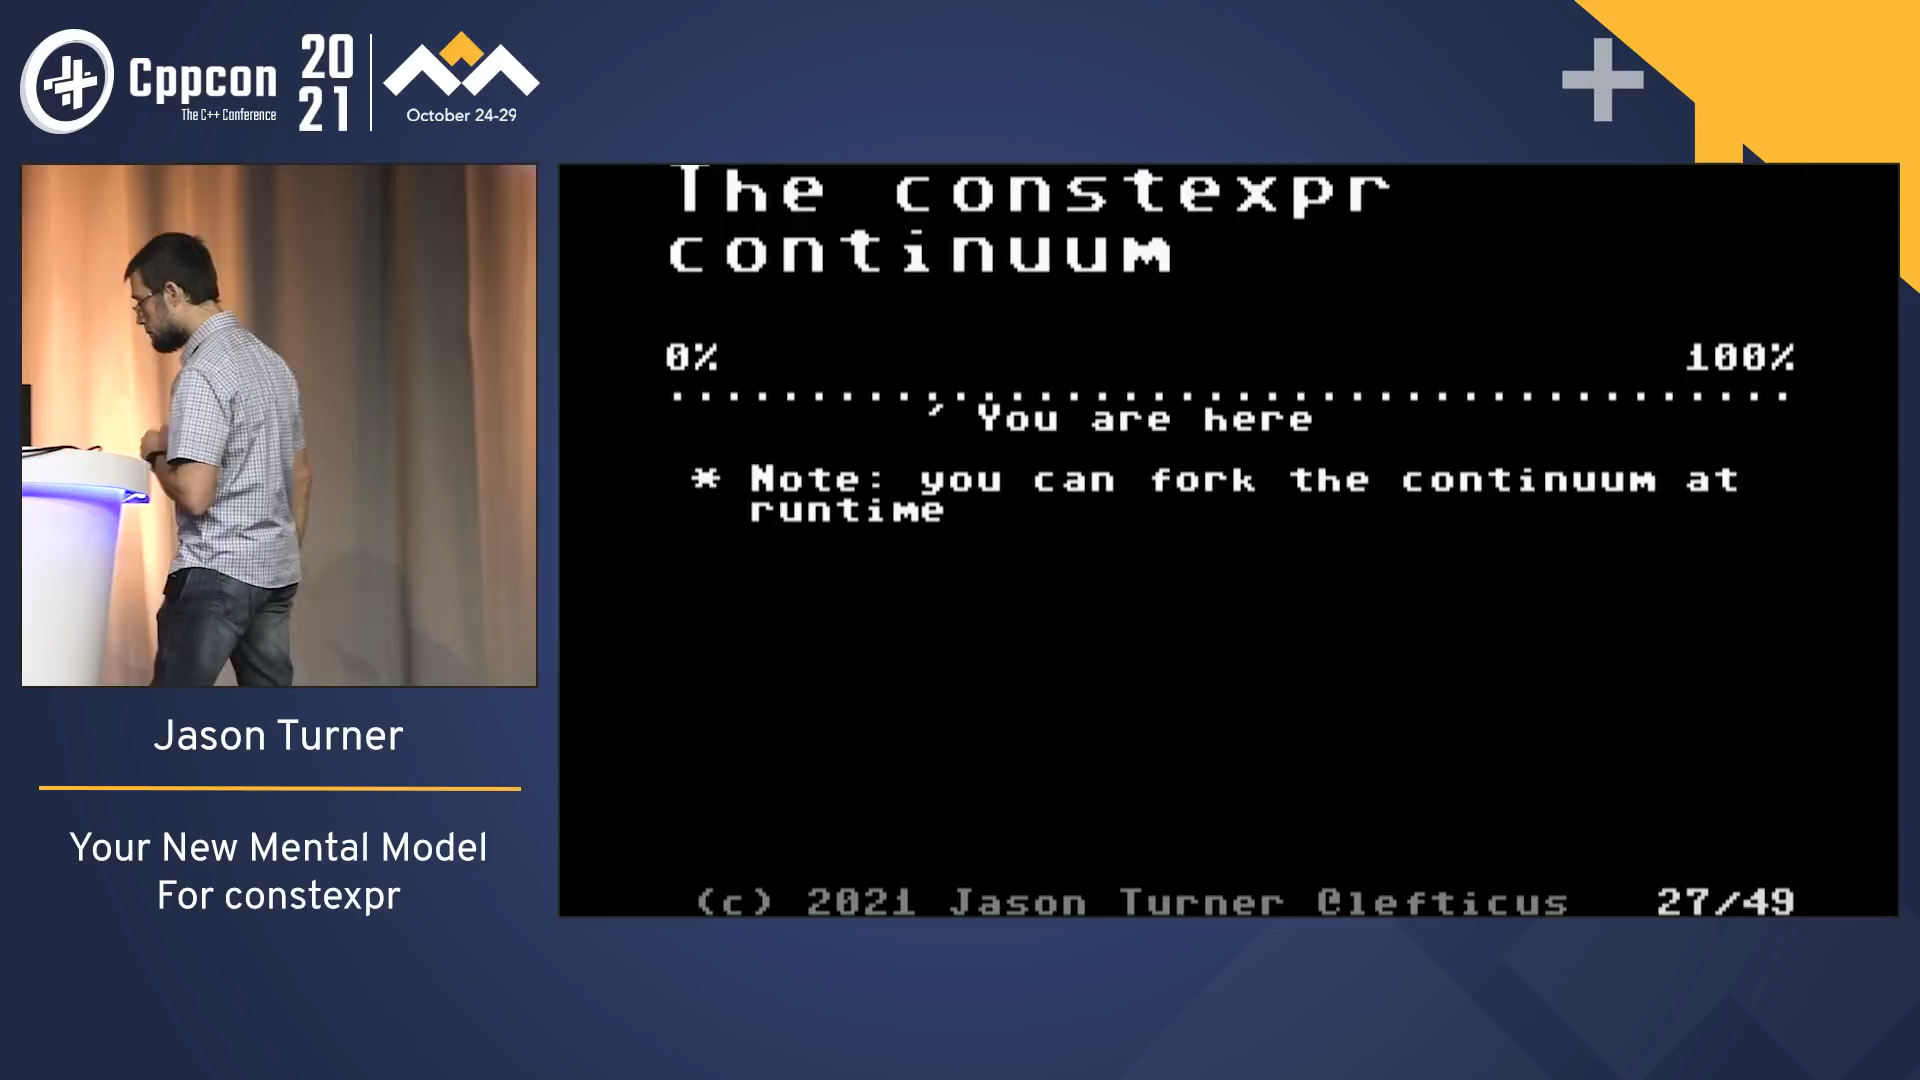 Cppcon
The C++ Conference
20
21
October 24-29
The constexpr
continuum
0% 100%
........................................
' You are here
* Note: you can fork the continuum at
runtime
(c) 2021 Jason Turner @lefticus 27/49
Jason Turner
Your New Mental Model
For constexpr